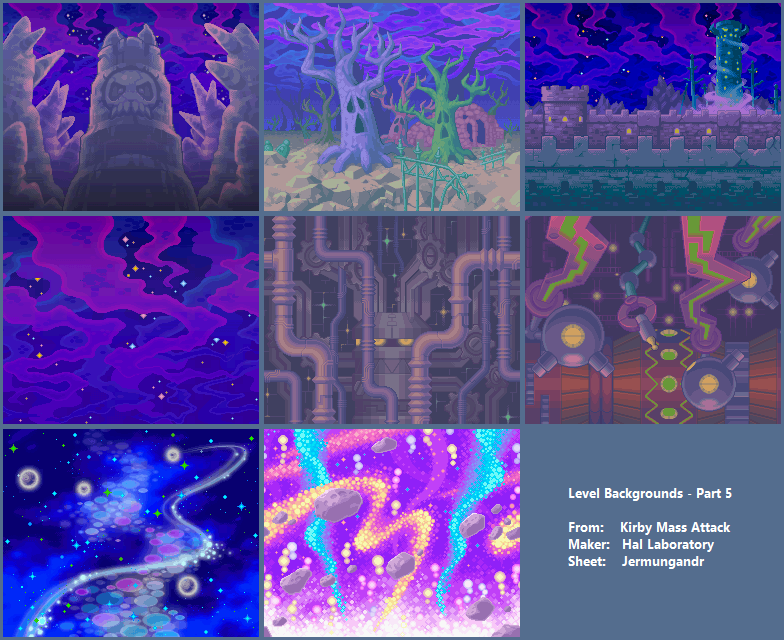 Level Backgrounds - Part 5
From: Kirby Mass Attack
Maker: Hal Laboratory
Sheet: Jermungandr